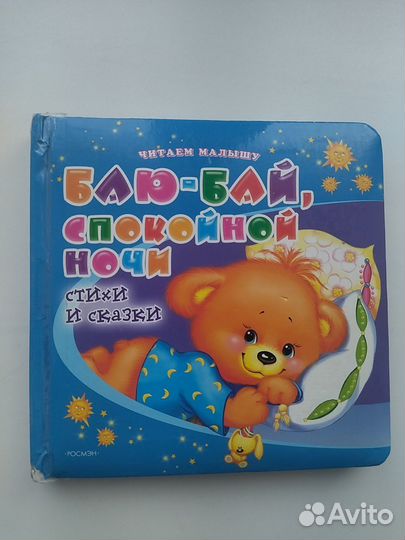 ЧИТАЕМ МАЛЫШУ
БАЮ-БАЙ,
СПОКОЙНОЙ
НОЧИ
СТИХИ
И СКАЗКИ
•РОСМЭН•
Avito